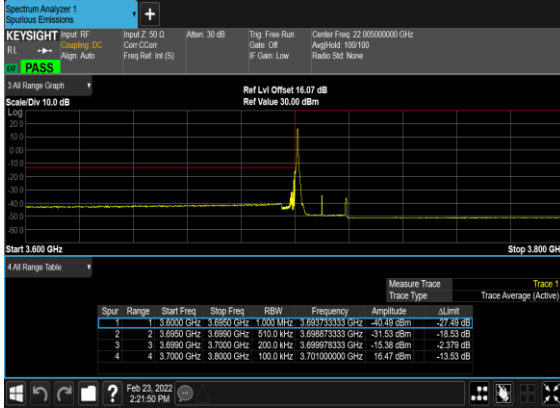 Spectrum Analyzer 1
Spurious Emissions
+
KEYSIGHT Input: RF Input Z: 50 Ω Atten: 30 dB Trig: Free Run Center Freq: 22.005000000 GHz
RL Coupling: DC Corr CCorr Gate: Off Avg|Hold: 100/100
Align: Auto Freq Ref: Int (S) IF Gain: Low Radio Std: None
PASS
3.All Range Graph
Ref Lvl Offset 16.07 dB
Scale/Div 10.0 dB Ref Value 30.00 dBm
Log
20.0
10.0
0.00
-10.0
-20.0
-30.0
-40.0
-50.0
-60.0
Start 3.600 GHz Stop 3.800 GH
4.All Range Table
Measure Trace Trace 1
Trace Type Trace Average (Active)
Spur Range Start Freq Stop Freq RBW Frequency Amplitude ΔLimit
1 1 3.6000 GHz 3.6950 GHz 1.000 MHz 3.693733333 GHz -40.49 dBm -27.49 dB
2 2 3.6950 GHz 3.6990 GHz 510.0 kHz 3.698873333 GHz -31.53 dBm -18.53 dB
3 3 3.6990 GHz 3.7000 GHz 200.0 kHz 3.699978333 GHz -15.38 dBm -2.379 dB
4 4 3.7000 GHz 3.8000 GHz 100.0 kHz 3.701000000 GHz 16.47 dBm -13.53 dB
? Feb 23, 2022
2:21:50 PM